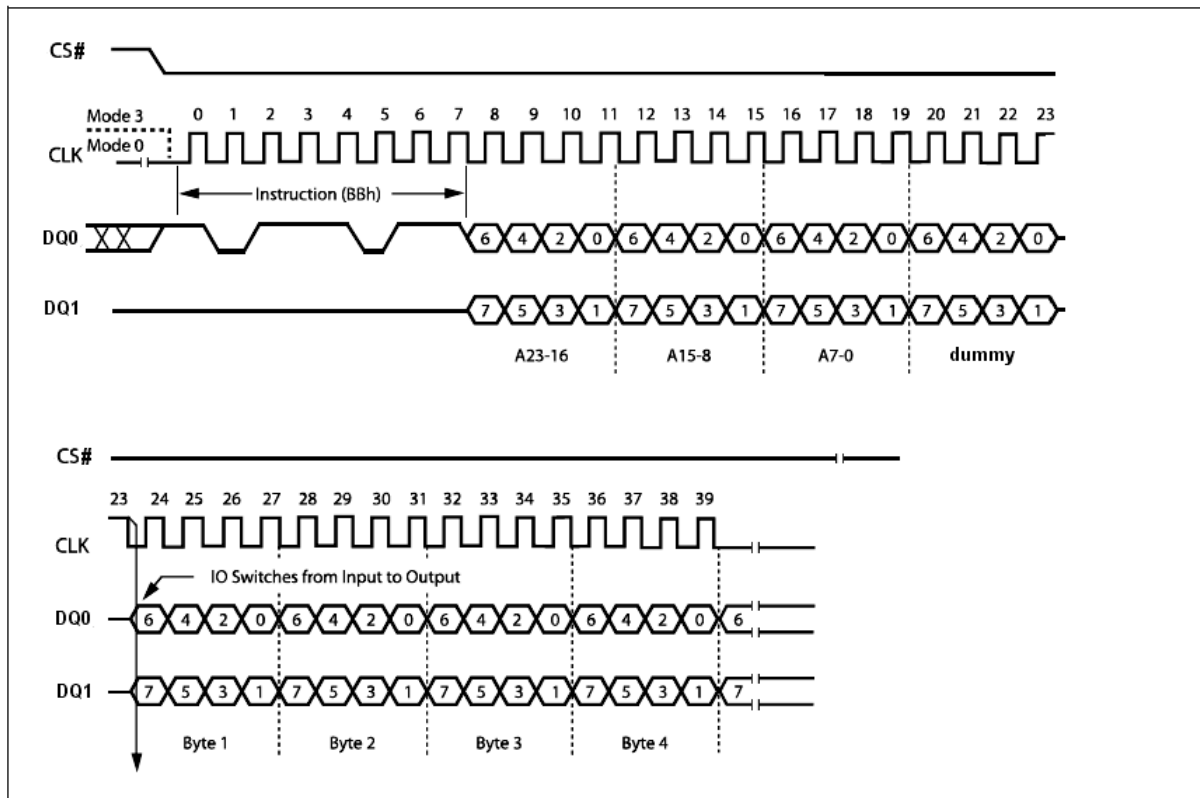 CS#
Mode 3
0 1 2 3 4 5 6 7 8 9 10 11 12 13 14 15 16 17 18 19 20 21 22 23
Mode 0
CLK
Instruction (BBh)
DQ0 6 4 2 0 6 4 2 0 6 4 2 0 6 4 2 0
DQ1 7 5 3 1 7 5 3 1 7 5 3 1 7 5 3 1
A23-16 A15-8 A7-0 dummy
CS#
23 24 25 26 27 28 29 30 31 32 33 34 35 36 37 38 39
CLK
IO Switches from Input to Output
DQ0 6 4 2 0 6 4 2 0 6 4 2 0 6 4 2 0 6
DQ1 7 5 3 1 7 5 3 1 7 5 3 1 7 5 3 1 7
Byte 1 Byte 2 Byte 3 Byte 4